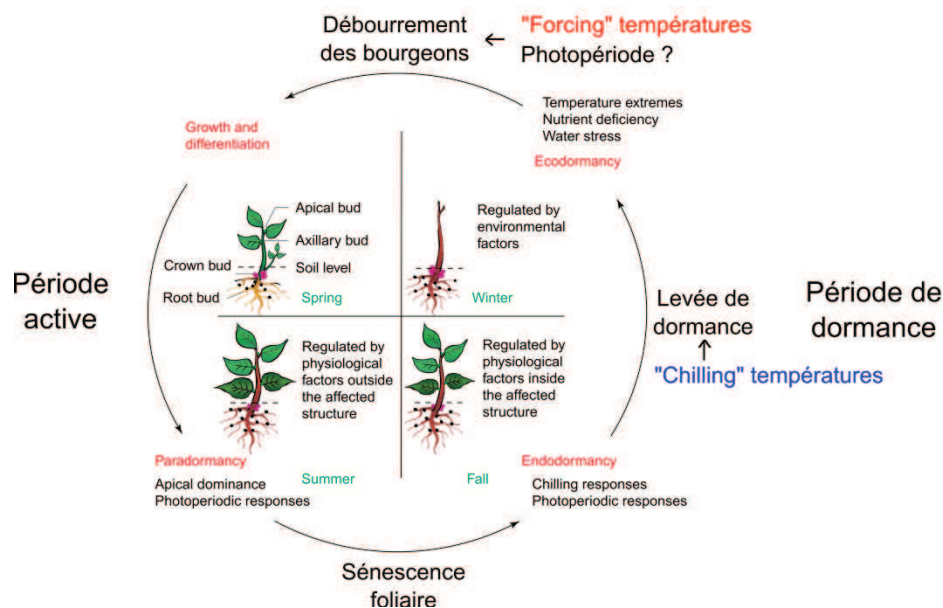 Débourrement
des bourgeons
"Forcing" températures
Photopériode ?
Temperature extremes
Nutrient deficiency
Water stress
Ecodormancy
Growth and
differentiation
Apical bud
Axillary bud
Crown bud
Soil level
Root bud
Spring
Regulated by
environmental
factors
Winter
Période
active
Levée de
dormance
"Chilling" températures
Période de
dormance
Regulated by
physiological
factors outside
the affected
structure
Regulated by
physiological
factors inside
the affected
structure
Paradormancy
Apical dominance
Photoperiodic responses
Summer
Fall
Endodormancy
Chilling responses
Photoperiodic responses
Sénescence
foliaire